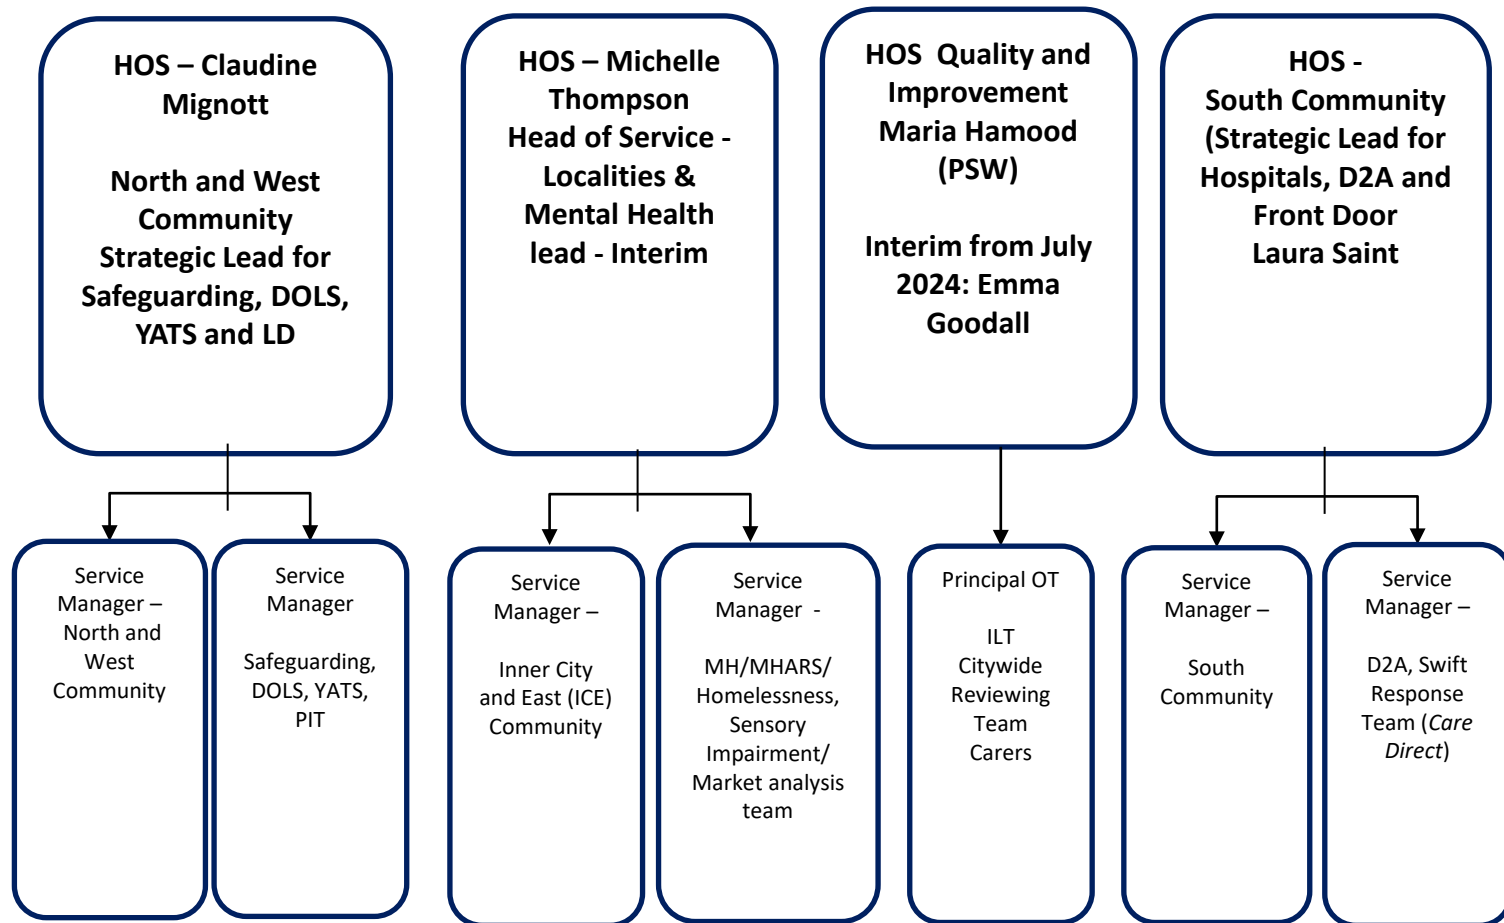 HOS – Claudine
Mignott
North and West
Community
Strategic Lead for
Safeguarding, DOLS,
YATS and LD
HOS – Michelle
Thompson
Head of Service -
Localities &
Mental Health
lead - Interim
HOS  Quality and
Improvement
Maria Hamood
(PSW)
Interim from July
2024: Emma
Goodall
HOS -
South Community
(Strategic Lead for
Hospitals, D2A and
Front Door
Laura Saint
Service
Manager –
North and
West
Community
Service
Manager
Safeguarding,
DOLS, YATS,
PIT
Service
Manager –
Inner City
and East (ICE)
Community
Service
Manager  -
MH/MHARS/
Homelessness,
Sensory
Impairment/
Market analysis
team
Principal OT
ILT
Citywide
Reviewing
Team
Carers
Service
Manager –
South
Community
Service
Manager –
D2A, Swift
Response
Team (Care
Direct)